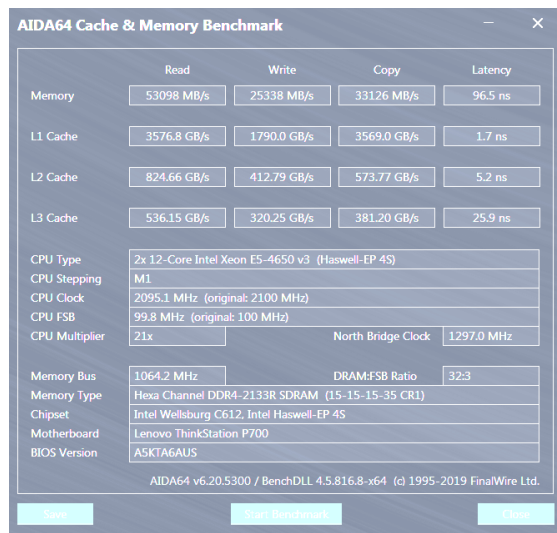 AIDA64 Cache & Memory Benchmark
Read Write Copy Latency
Memory 53098 MB/s 25338 MB/s 33126 MB/s 96.5 ns
L1 Cache 3576.8 GB/s 1790.0 GB/s 3569.0 GB/s 1.7 ns
L2 Cache 824.66 GB/s 412.79 GB/s 573.77 GB/s 5.2 ns
L3 Cache 536.15 GB/s 320.25 GB/s 381.20 GB/s 25.9 ns
CPU Type 2x 12-Core Intel Xeon E5-4650 v3 (Haswell-EP 4S)
CPU Stepping M1
CPU Clock 2095.1 MHz (original: 2100 MHz)
CPU FSB 99.8 MHz (original: 100 MHz)
CPU Multiplier 21x North Bridge Clock 1297.0 MHz
Memory Bus 1064.2 MHz DRAM:FSB Ratio 32:3
Memory Type Hexa Channel DDR4-2133R SDRAM (15-15-15-35 CR1)
Chipset Intel Wellsburg C612, Intel Haswell-EP 4S
Motherboard Lenovo ThinkStation P700
BIOS Version A5KTA6AUS
AIDA64 v6.20.5300 / BenchDLL 4.5.816.8-x64 (c) 1995-2019 FinalWire Ltd.
Save Start Benchmark Close